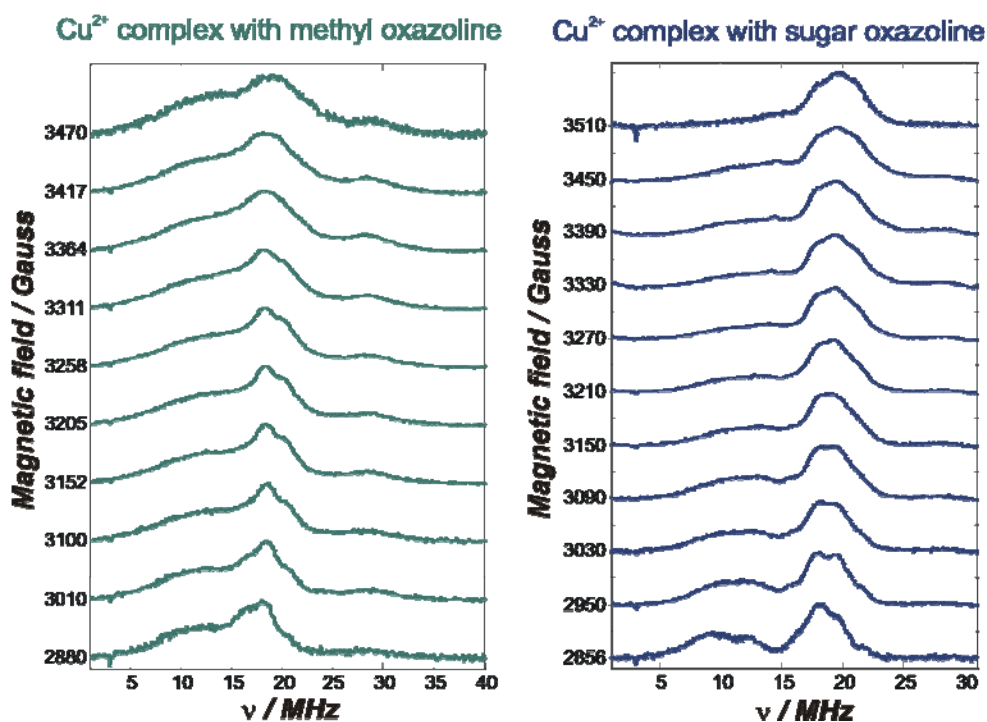 Cu²⁺ complex with methyl oxazoline
Magnetic field / Gauss
3470
3417
3364
3311
3258
3205
3152
3100
3010
2880
5 10 15 20 25 30 35 40
ν / MHz
Cu²⁺ complex with sugar oxazoline
Magnetic field / Gauss
3510
3450
3390
3330
3270
3210
3150
3090
3030
2950
2856
5 10 15 20 25 30
ν / MHz